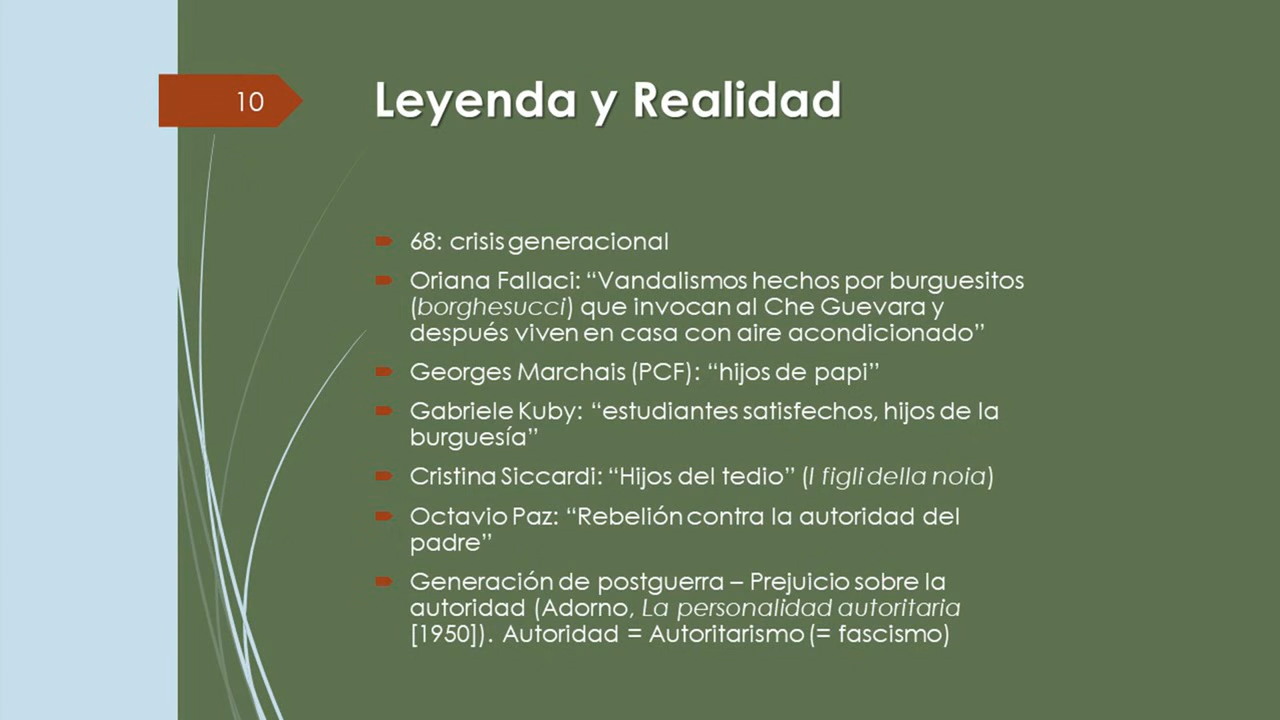 10
Leyenda y Realidad
68: crisis generacional
Oriana Fallaci: “Vandalismos hechos por burguesitos
(borghesucci) que invocan al Che Guevara y
después viven en casa con aire acondicionado”
Georges Marchais (PCF): “hijos de papi”
Gabriele Kuby: “estudiantes satisfechos, hijos de la
burguesía”
Cristina Siccardi: “Hijos del tedio” (I figli della noia)
Octavio Paz: “Rebelión contra la autoridad del
padre”
Generación de postguerra – Prejuicio sobre la
autoridad (Adorno, La personalidad autoritaria
[1950]). Autoridad = Autoritarismo (= fascismo)